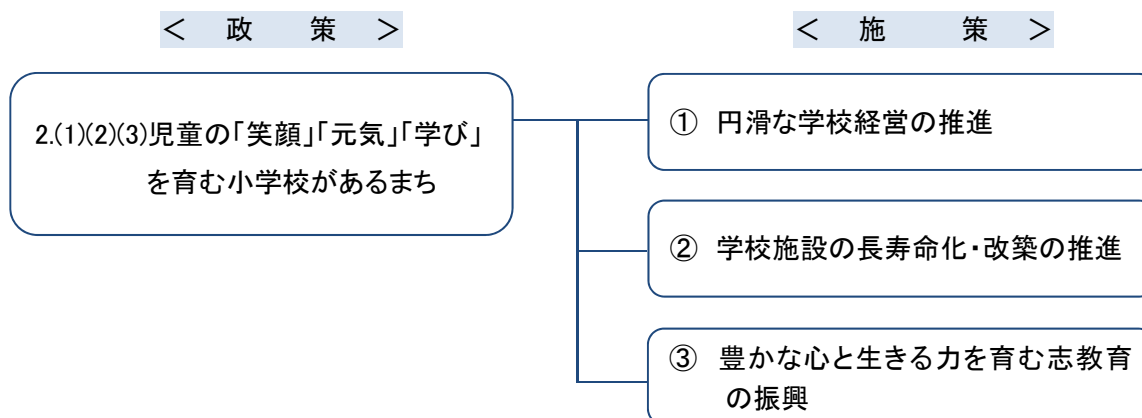 ＜ 政 策 ＞
＜ 施 策 ＞
2.(1)(2)(3)児童の「笑顔」「元気」「学び」
を育む小学校があるまち
① 円滑な学校経営の推進
② 学校施設の長寿命化・改築の推進
③ 豊かな心と生きる力を育む志教育
の振興